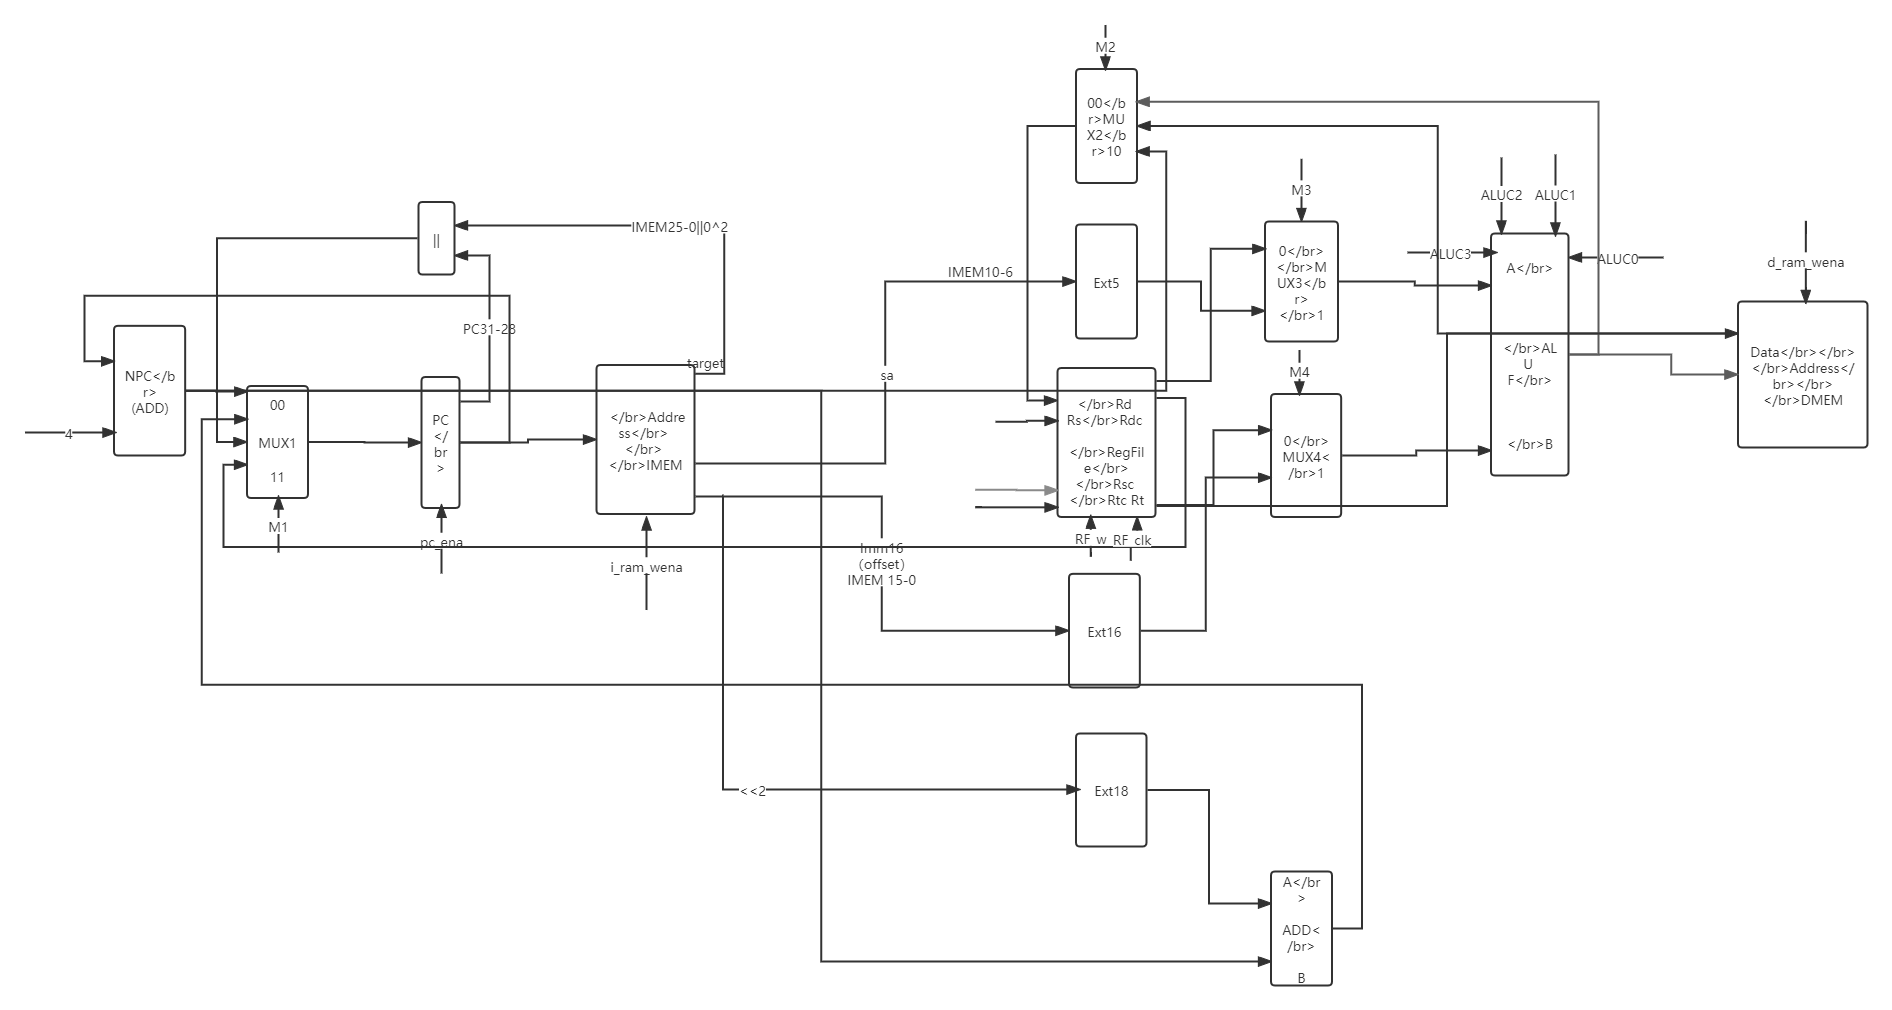 M2
00</b
r>MU
X2</b
r>10
M3
ALUC2
ALUC1
IMEM25-0||0^2
||
ALUC3
ALUC0
d_ram_wena
0</br>
</br>M
UX3</b
r>
</br>1
A</br>
IMEM10-6
Ext5
PC31-28
target
sa
M4
</br>AL
U
F</br>
</br>B
Data</br></br>
</br>Address</
br></br>
</br>DMEM
NPC</b
r>
(ADD)
4
00
MUX1
11
PC
</
br
>
</br>Addre
ss</br>
</br>
</br>IMEM
</br>Rd
Rs</br>Rdc
</br>RegFil
e</br>
</br>Rsc
</br>Rtc Rt
0</br>
MUX4<
/br>1
M1
pc_ena
i_ram_wena
Imm16
(offset)
IMEM 15-0
RF_w
RF_clk
Ext16
<<2
Ext18
A</br
>
ADD<
/br>
B